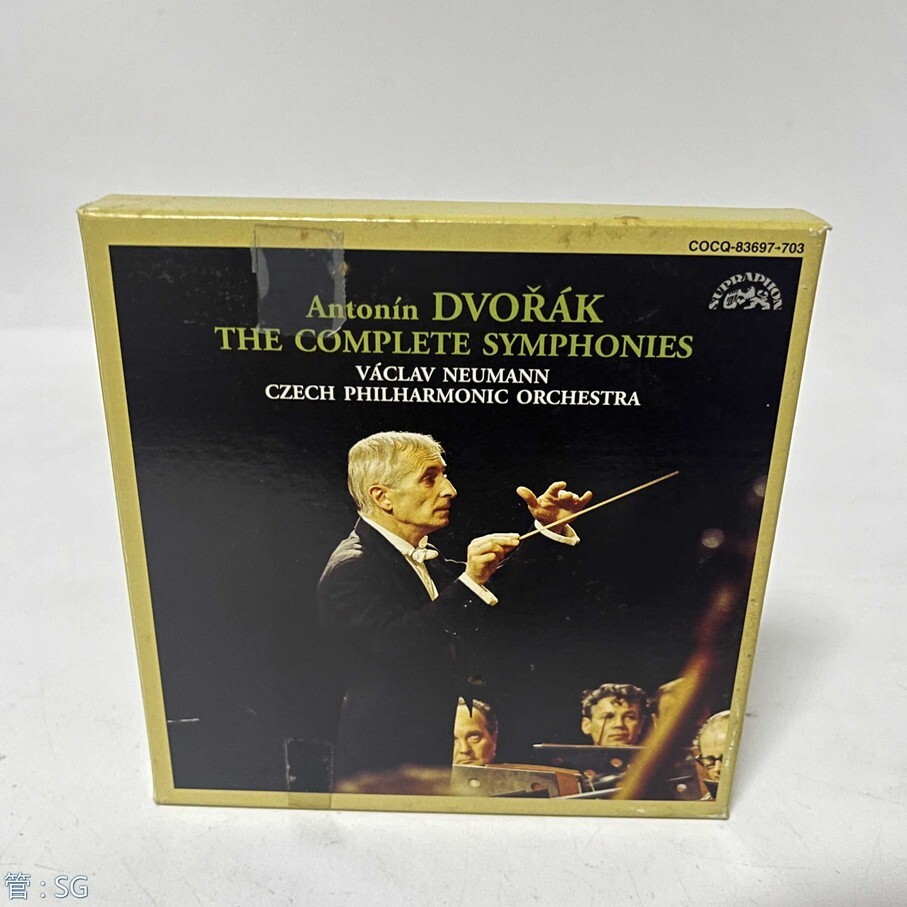 COCQ-83697→703
SUPRAPHON
Antonín DVOŘÁK
THE COMPLETE SYMPHONIES
VÁCLAV NEUMANN
CZECH PHILHARMONIC ORCHESTRA
管 : SG